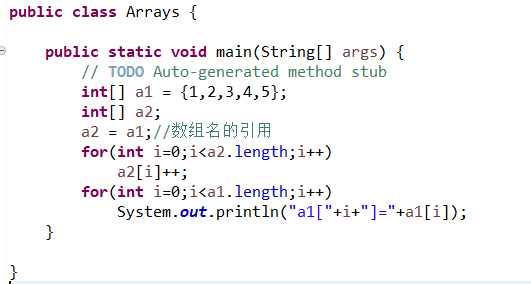 public class Arrays {
public static void main(String[] args) {
// TODO Auto-generated method stub
int[] a1 = {1,2,3,4,5};
int[] a2;
a2 = a1;//数组名的引用
for(int i=0;i<a2.length;i++)
a2[i]++;
for(int i=0;i<a1.length;i++)
System.out.println("a1["+i+"]="+a1[i]);
}
}